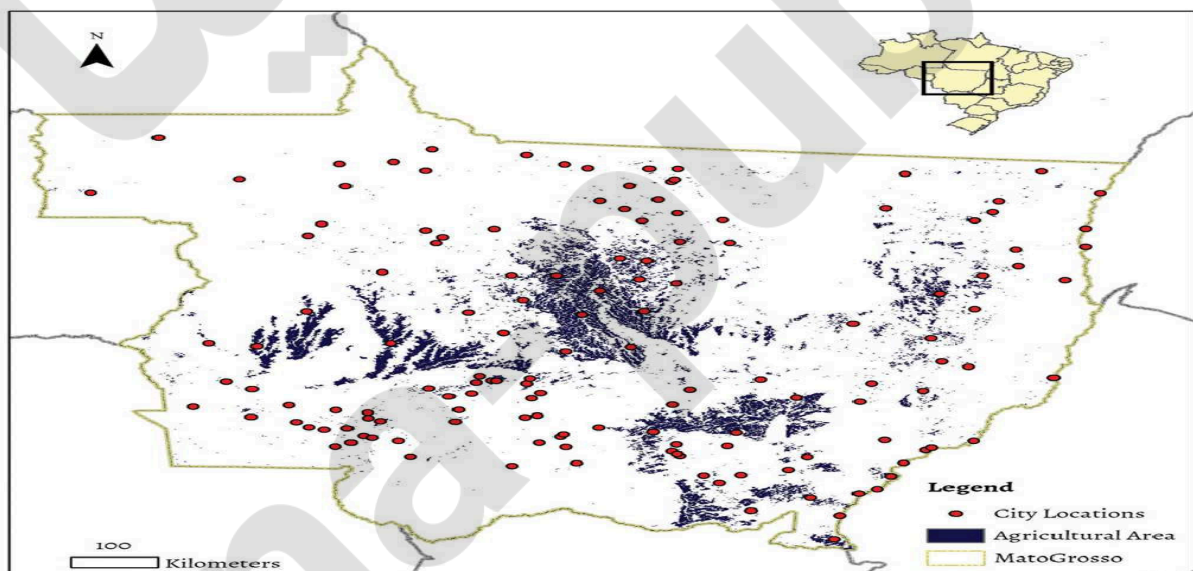 N
Legend
City Locations
Agricultural Area
MatoGrosso
100
Kilometers